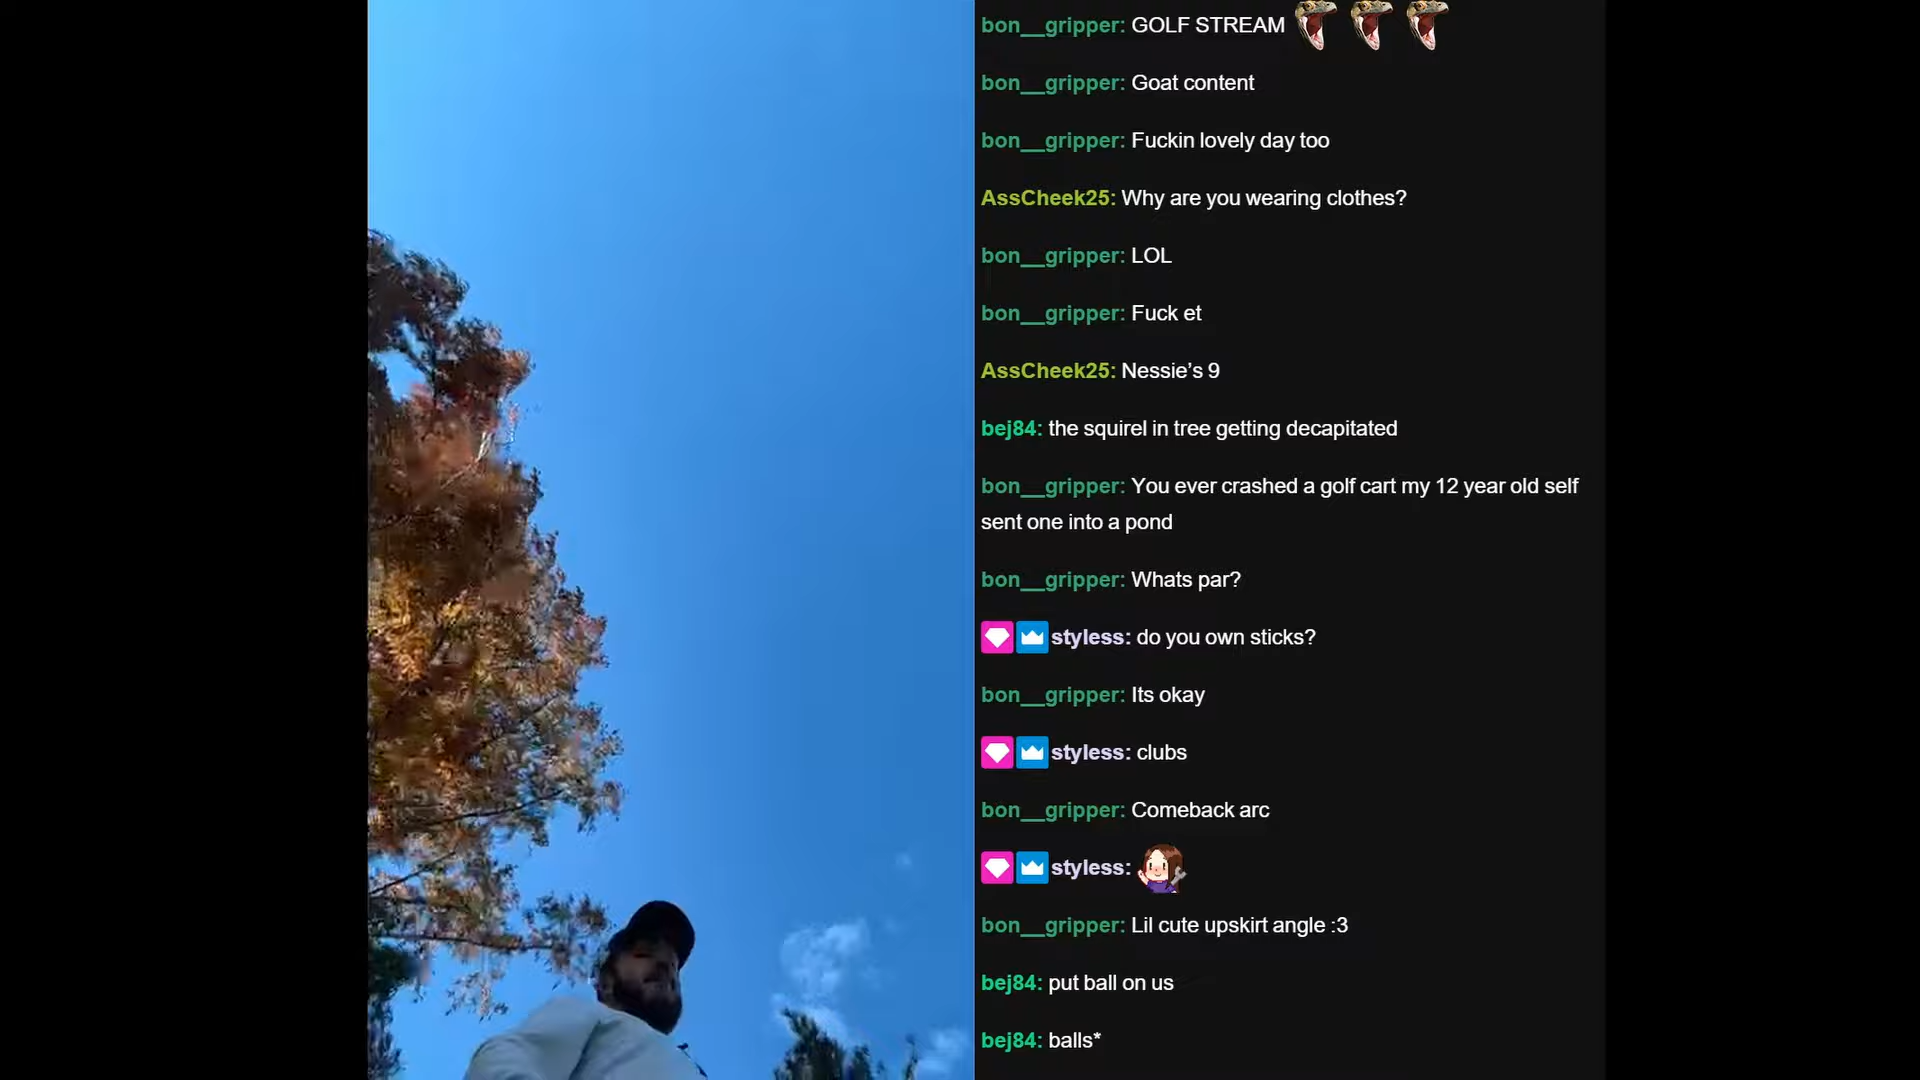 bon__gripper: GOLF STREAM
bon__gripper: Goat content
bon__gripper: Fuckin lovely day too
AssCheek25: Why are you wearing clothes?
bon__gripper: LOL
bon__gripper: Fuck et
AssCheek25: Nessie’s 9
bej84: the squirel in tree getting decapitated
bon__gripper: You ever crashed a golf cart my 12 year old self
sent one into a pond
bon__gripper: Whats par?
styless: do you own sticks?
bon__gripper: Its okay
styless: clubs
bon__gripper: Comeback arc
styless:
bon__gripper: Lil cute upskirt angle :3
bej84: put ball on us
bej84: balls*